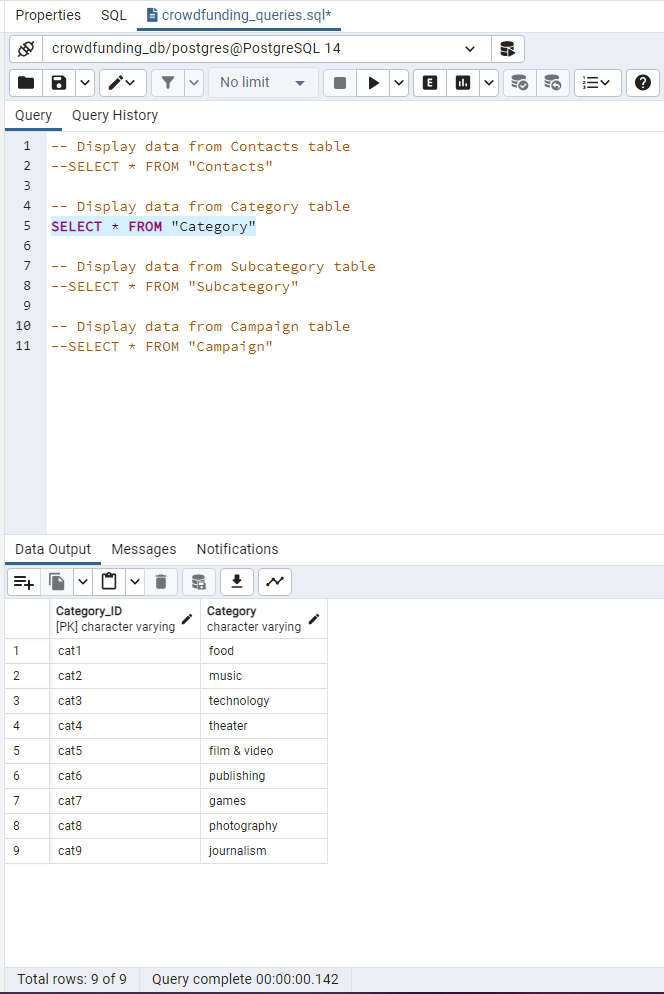 Properties SQL crowdfunding_queries.sql*
crowdfunding_db/postgres@PostgreSQL 14
No limit E
Query Query History
1 -- Display data from Contacts table
2 --SELECT * FROM "Contacts"
3
4 -- Display data from Category table
5 SELECT * FROM "Category"
6
7 -- Display data from Subcategory table
8 --SELECT * FROM "Subcategory"
9
10 -- Display data from Campaign table
11 --SELECT * FROM "Campaign"
Data Output Messages Notifications
Category_ID Category
[PK] character varying character varying
1 cat1 food
2 cat2 music
3 cat3 technology
4 cat4 theater
5 cat5 film & video
6 cat6 publishing
7 cat7 games
8 cat8 photography
9 cat9 journalism
Total rows: 9 of 9 Query complete 00:00:00.142